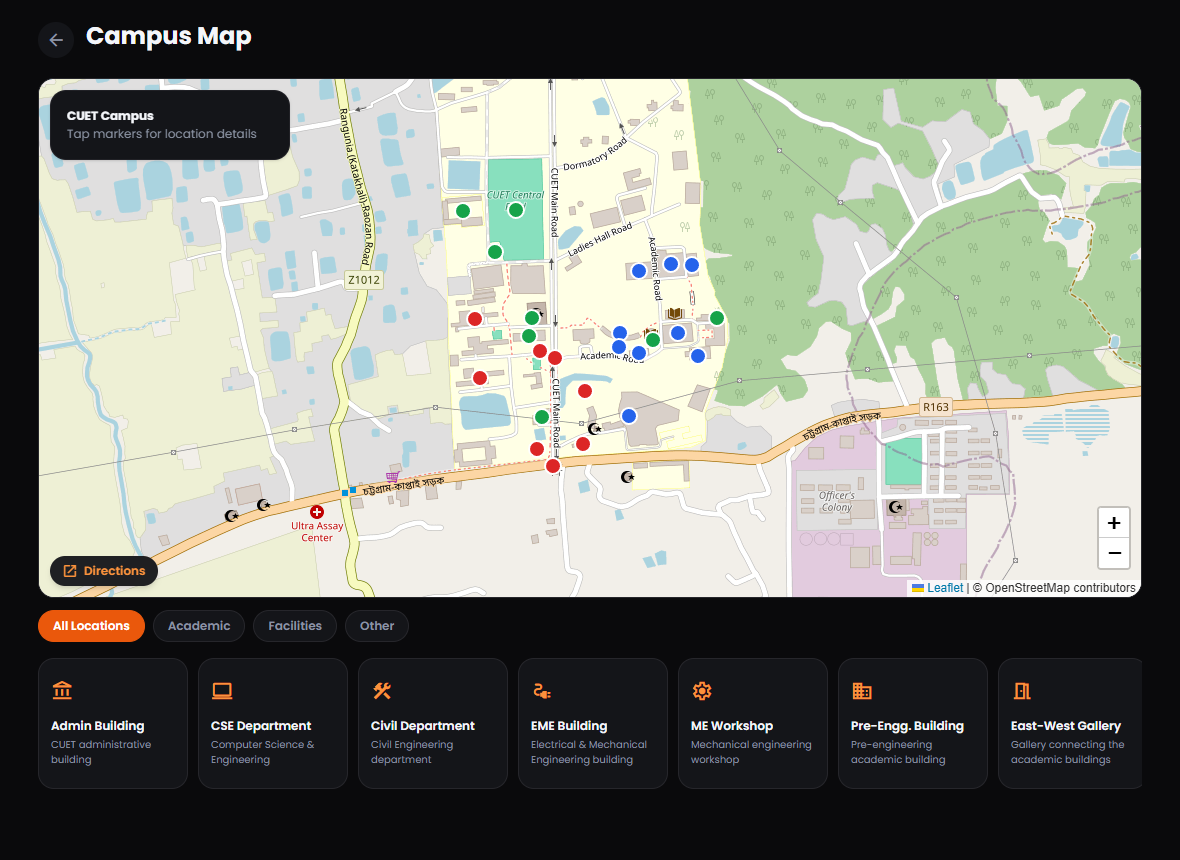 Campus Map
CUET Campus
Tap markers for location details
Rangunia (Katakhali)-Raozan Road
Z1012
CUET Central
CUET Main Road
Dormatory Road
Ladies Hall Road
Academic Road
Academic Road
CUET Main Road
R163
চট্টগ্রাম-কাপ্তাই সড়ক
চট্টগ্রাম-কাপ্তাই সড়ক
Officer's
Colony
Ultra Assay
Center
+
−
Directions
Leaflet | © OpenStreetMap contributors
All Locations
Academic
Facilities
Other
Admin Building
CUET administrative
building
CSE Department
Computer Science &
Engineering
Civil Department
Civil Engineering
department
EME Building
Electrical & Mechanical
Engineering building
ME Workshop
Mechanical engineering
workshop
Pre-Engg. Building
Pre-engineering
academic building
East-West Gallery
Gallery connecting the
academic buildings